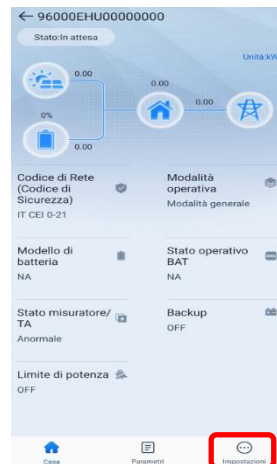 ← 96000EHU00000000
Stato:In attesa
Unità:kW
0.00
0.00
0.00
0%
0.00
Codice di Rete
(Codice di
Sicurezza)
IT CEI 0-21
Modalità
operativa
Modalità generale
Modello di
batteria
NA
Stato operativo
BAT
NA
Stato misuratore/
TA
Anormale
Backup
OFF
Limite di potenza
OFF
Casa
Parametri
Impostazioni